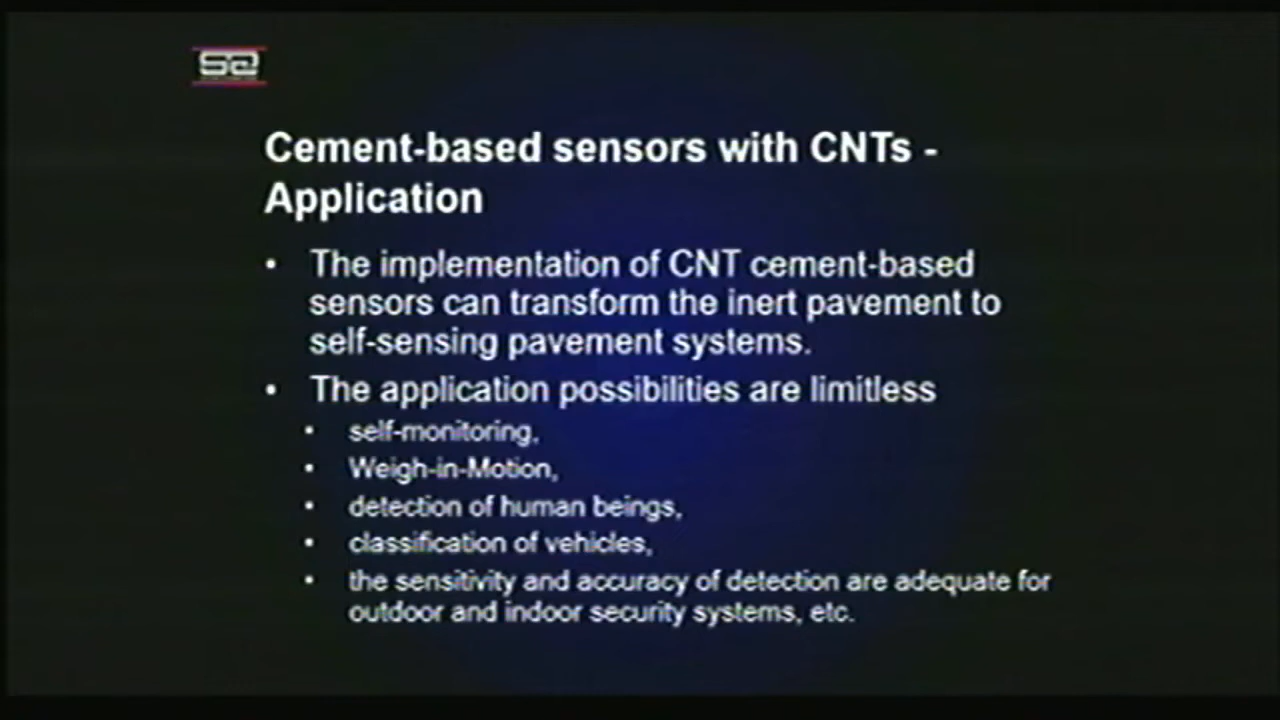 Cement-based sensors with CNTs -
Application
• The implementation of CNT cement-based
sensors can transform the inert pavement to
self-sensing pavement systems.
• The application possibilities are limitless
• self-monitoring,
• Weigh-in-Motion,
• detection of human beings,
• classification of vehicles,
• the sensitivity and accuracy of detection are adequate for
outdoor and indoor security systems, etc.